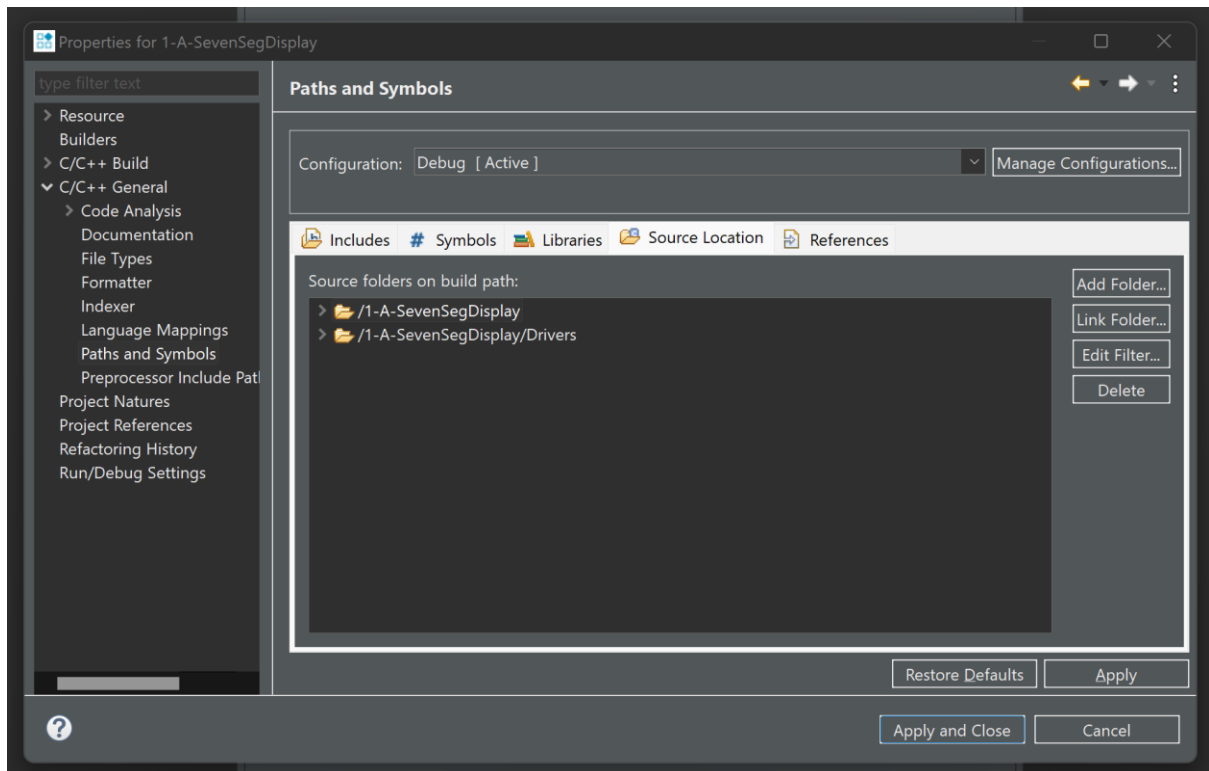 Properties for 1-A-SevenSegDisplay
type filter text
Resource
Builders
C/C++ Build
C/C++ General
Code Analysis
Documentation
File Types
Formatter
Indexer
Language Mappings
Paths and Symbols
Preprocessor Include Pat
Project Natures
Project References
Refactoring History
Run/Debug Settings
Paths and Symbols
Configuration: Debug [ Active ] Manage Configurations...
Includes # Symbols Libraries Source Location References
Source folders on build path:
/1-A-SevenSegDisplay
/1-A-SevenSegDisplay/Drivers
Add Folder...
Link Folder...
Edit Filter...
Delete
Restore Defaults Apply
? Apply and Close Cancel